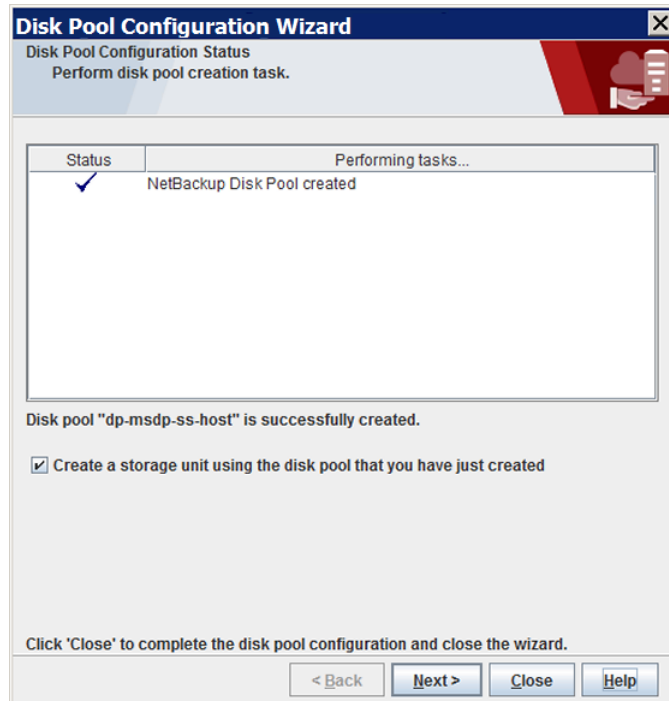 Disk Pool Configuration Wizard
Disk Pool Configuration Status
Perform disk pool creation task.
Status
Performing tasks...
NetBackup Disk Pool created
Disk pool "dp-msdp-ss-host" is successfully created.
Create a storage unit using the disk pool that you have just created
Click 'Close' to complete the disk pool configuration and close the wizard.
< Back
Next >
Close
Help